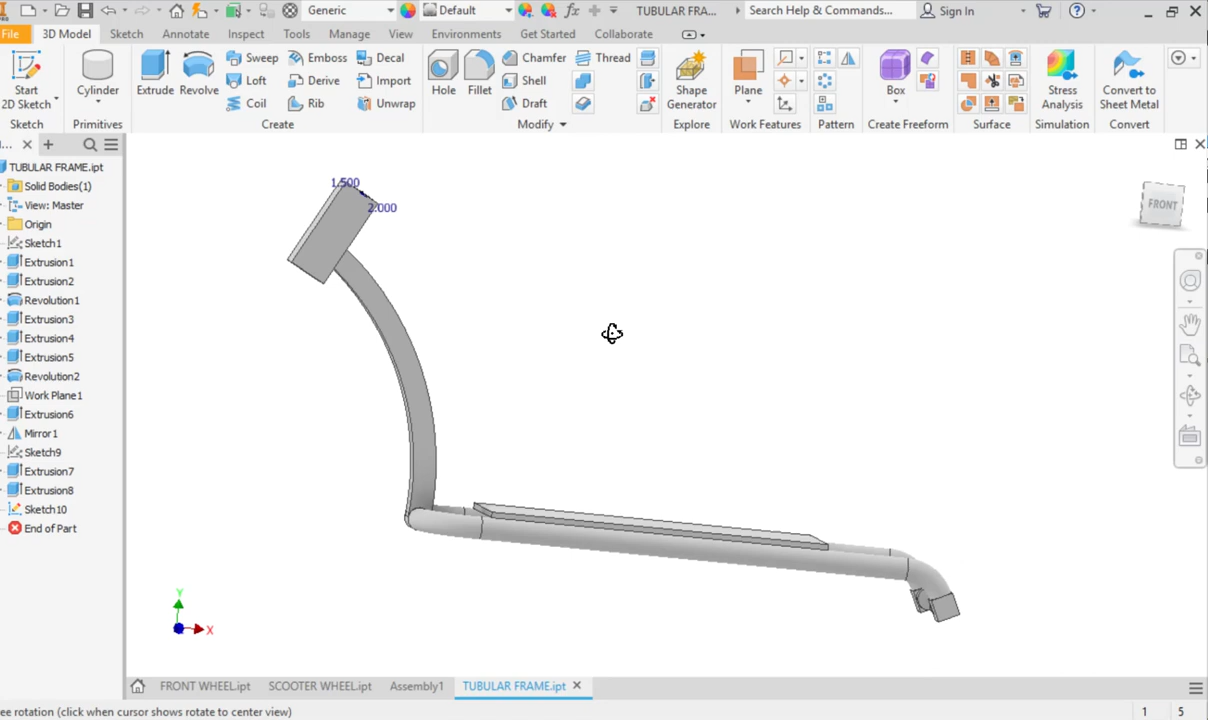 Generic
Default
fx
TUBULAR FRA...
Search Help & Commands...
Sign In
File
3D Model
Sketch
Annotate
Inspect
Tools
Manage
View
Environments
Get Started
Collaborate
Start
2D Sketch
Cylinder
Extrude
Revolve
Sweep
Loft
Coil
Emboss
Derive
Rib
Decal
Import
Unwrap
Hole
Fillet
Chamfer
Shell
Draft
Thread
Shape
Generator
Plane
Box
Stress
Analysis
Convert to
Sheet Metal
Sketch
Primitives
Create
Modify
Explore
Work Features
Pattern
Create Freeform
Surface
Simulation
Convert
TUBULAR FRAME.ipt
Solid Bodies(1)
View: Master
Origin
Sketch1
Extrusion1
Extrusion2
Revolution1
Extrusion3
Extrusion4
Extrusion5
Revolution2
Work Plane1
Extrusion6
Mirror1
Sketch9
Extrusion7
Extrusion8
Sketch10
End of Part
1.500
2.000
FRONT
Y
X
FRONT WHEEL.ipt
SCOOTER WHEEL.ipt
Assembly1
TUBULAR FRAME.ipt
ee rotation (click when cursor shows rotate to center view)
1
5